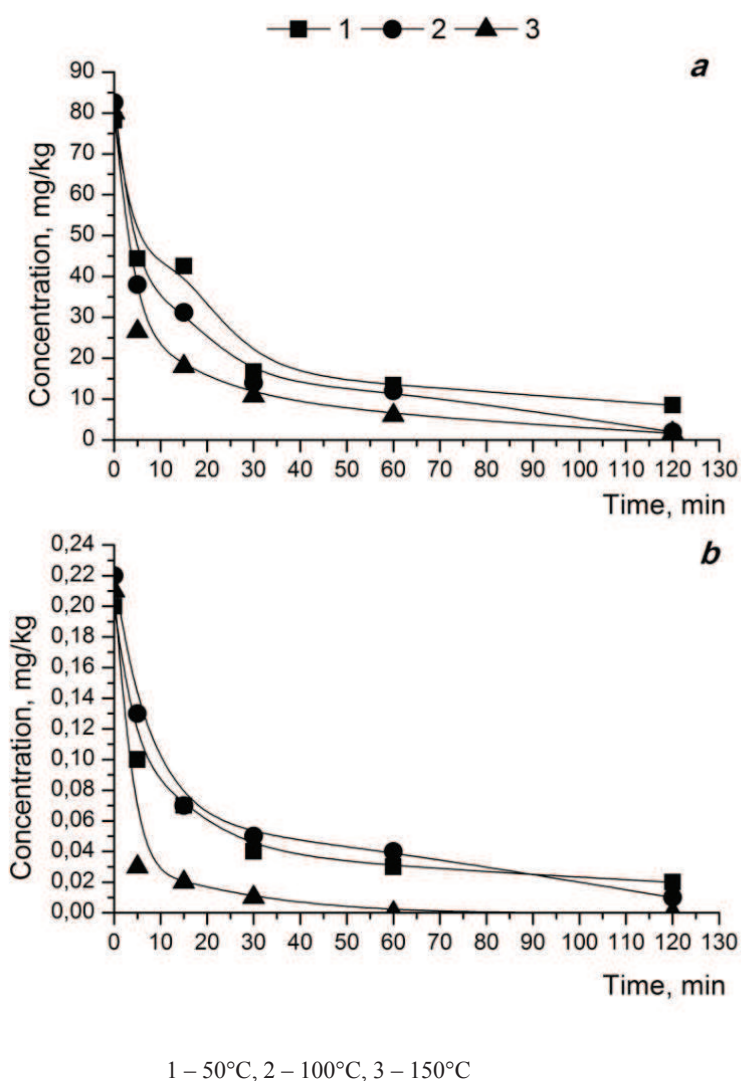 1 2 3
a
90
80
70
60
50
40
30
20
10
0
Concentration, mg/kg
0 10 20 30 40 50 60 70 80 90 100 110 120 130
Time, min
b
0,24
0,22
0,20
0,18
0,16
0,14
0,12
0,10
0,08
0,06
0,04
0,02
0,00
Concentration, mg/kg
0 10 20 30 40 50 60 70 80 90 100 110 120 130
Time, min
1 – 50°C, 2 – 100°C, 3 – 150°C